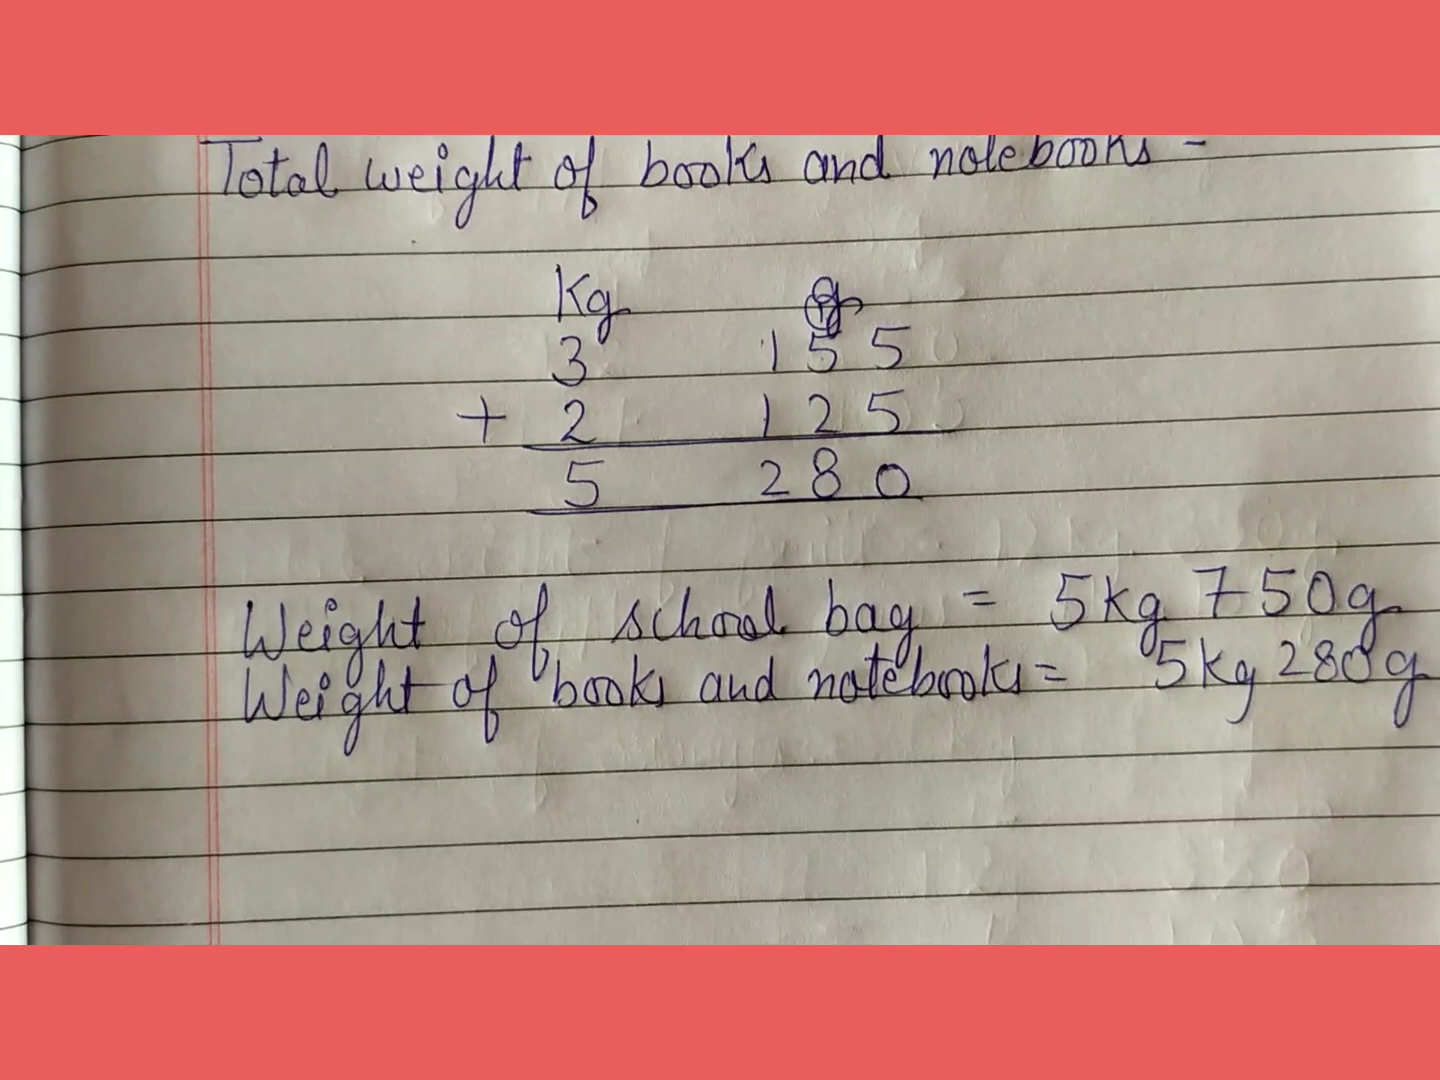 Total weight of books and notebooks -
Kg g
3 155
+ 2 125
5 280
Weight of school bag = 5kg 750g
Weight of books and notebooks = 5kg 280g